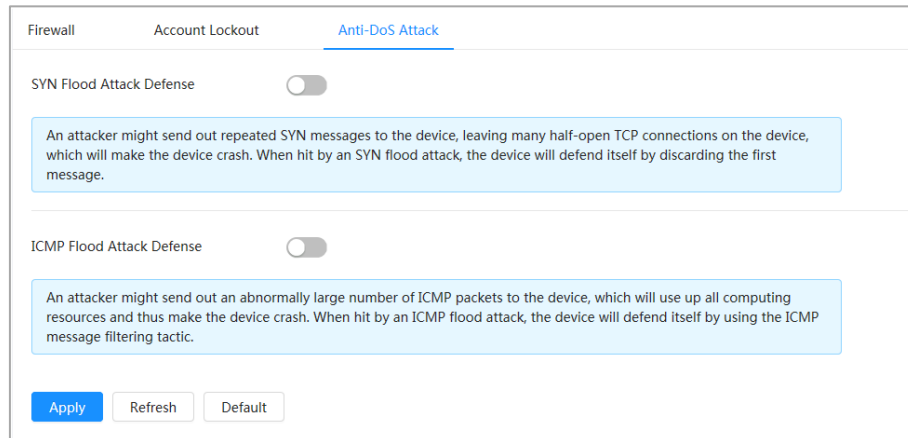 Firewall Account Lockout Anti-DoS Attack
SYN Flood Attack Defense
An attacker might send out repeated SYN messages to the device, leaving many half-open TCP connections on the device,
which will make the device crash. When hit by an SYN flood attack, the device will defend itself by discarding the first
message.
ICMP Flood Attack Defense
An attacker might send out an abnormally large number of ICMP packets to the device, which will use up all computing
resources and thus make the device crash. When hit by an ICMP flood attack, the device will defend itself by using the ICMP
message filtering tactic.
Apply Refresh Default